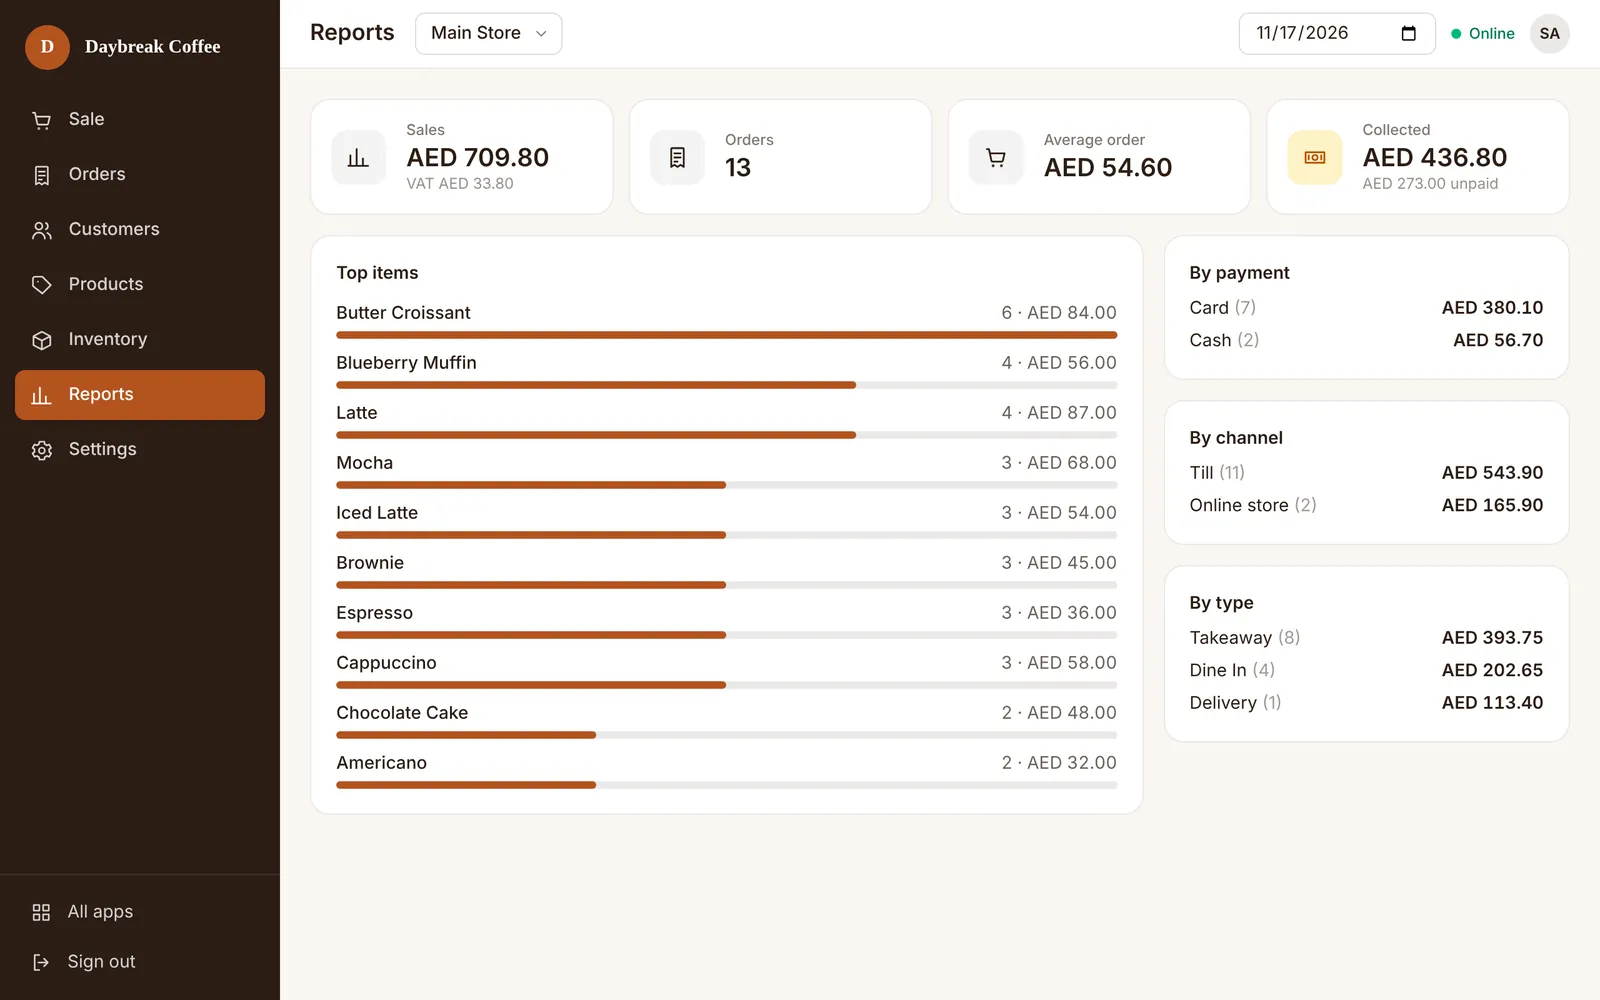 D
Daybreak Coffee
Sale
Orders
Customers
Products
Inventory
Reports
Settings
All apps
Sign out
Reports
Main Store
11/17/2026
Online
SA
Sales
AED 709.80
VAT AED 33.80
Orders
13
Average order
AED 54.60
Collected
AED 436.80
AED 273.00 unpaid
Top items
Butter Croissant 6 · AED 84.00
Blueberry Muffin 4 · AED 56.00
Latte 4 · AED 87.00
Mocha 3 · AED 68.00
Iced Latte 3 · AED 54.00
Brownie 3 · AED 45.00
Espresso 3 · AED 36.00
Cappuccino 3 · AED 58.00
Chocolate Cake 2 · AED 48.00
Americano 2 · AED 32.00
By payment
Card (7) AED 380.10
Cash (2) AED 56.70
By channel
Till (11) AED 543.90
Online store (2) AED 165.90
By type
Takeaway (8) AED 393.75
Dine In (4) AED 202.65
Delivery (1) AED 113.40